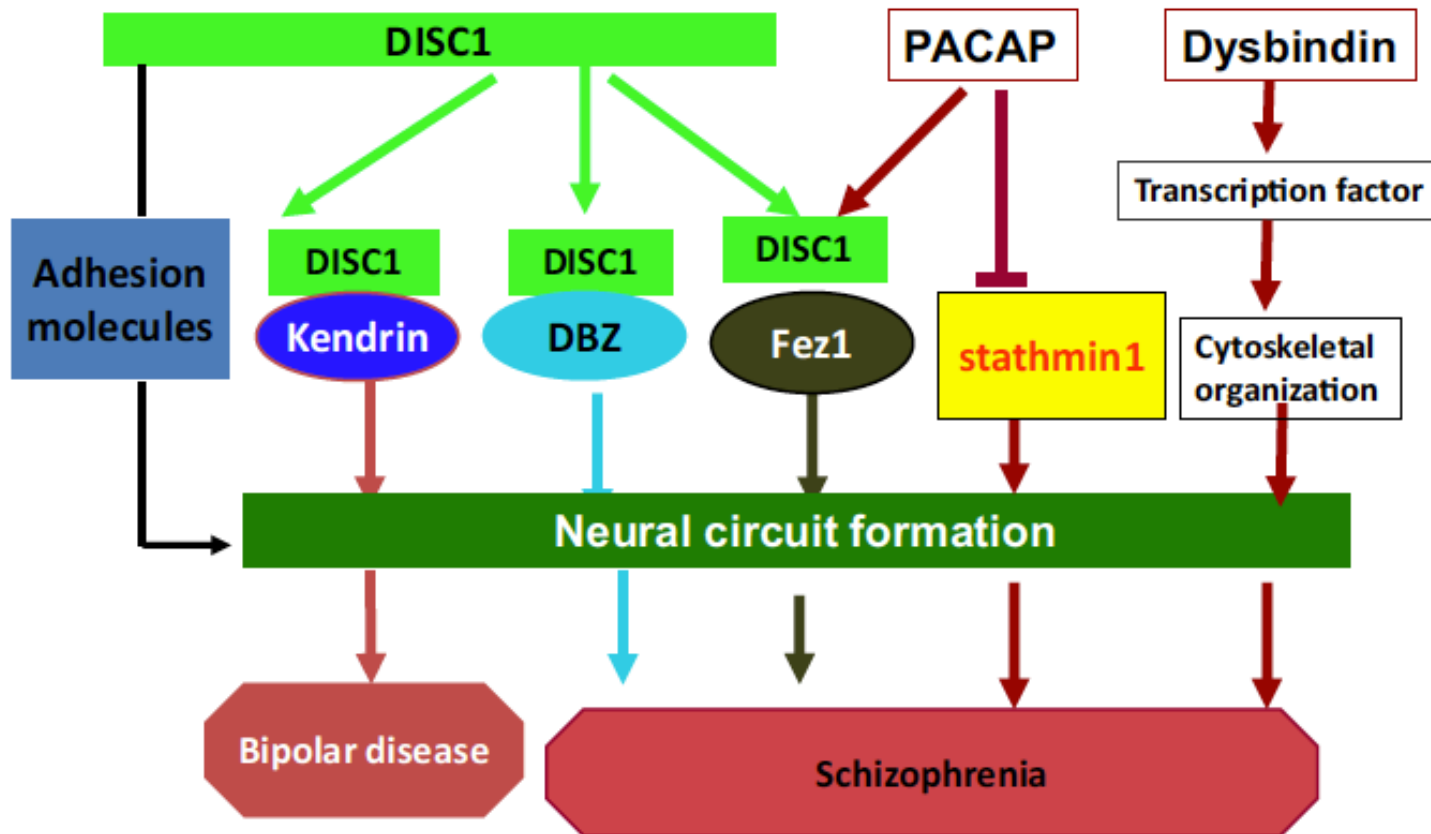 DISC1
PACAP
Dysbindin
Transcription factor
Adhesion
molecules
DISC1
Kendrin
DISC1
DBZ
DISC1
Fez1
stathmin1
Cytoskeletal
organization
Neural circuit formation
Bipolar disease
Schizophrenia